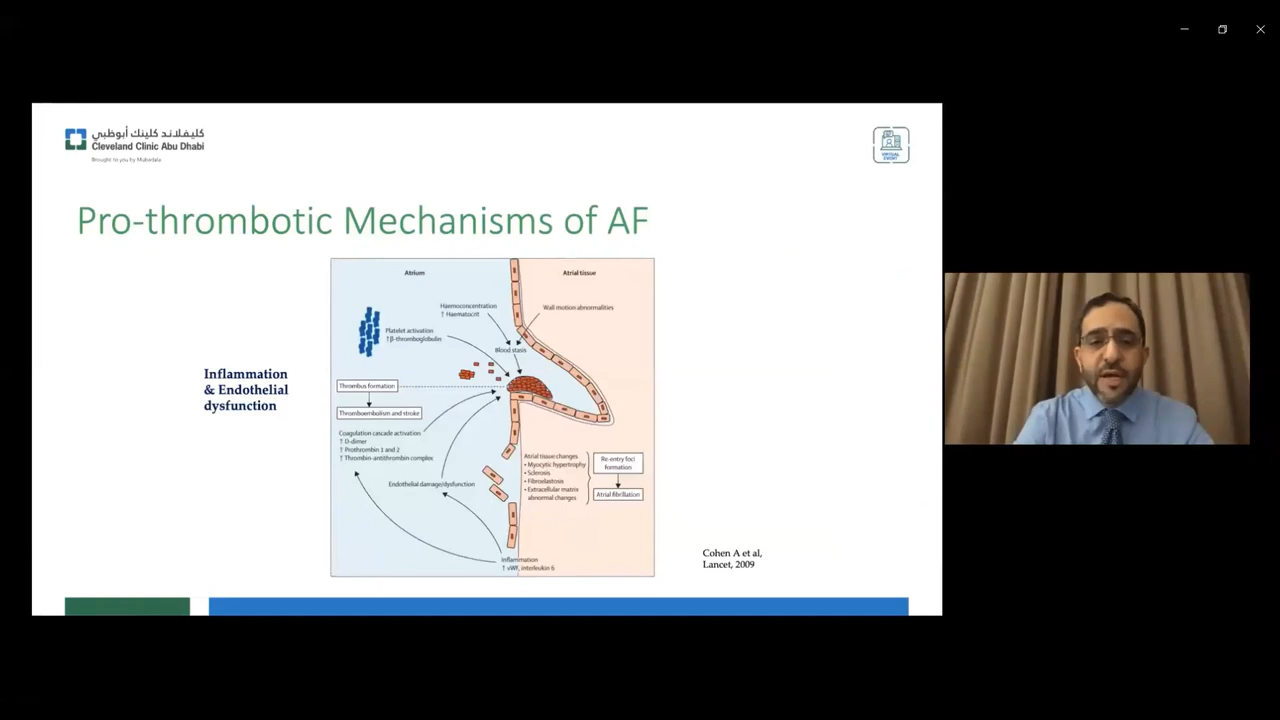 كليفلاند كلينك أبوظبي
Cleveland Clinic Abu Dhabi
Brought to you by Mubadala
VIRTUAL
EVENT
Pro-thrombotic Mechanisms of AF
Inflammation
& Endothelial
dysfunction
Atrium
Atrial tissue
Haemoconcentration
↑ Haematocrit
Wall motion abnormalities
Platelet activation
↑β-thromboglobulin
Blood stasis
Thrombus formation
Thromboembolism and stroke
Coagulation cascade activation
↑ D-dimer
↑ Prothrombin 1 and 2
↑ Thrombin-antithrombin complex
Endothelial damage/dysfunction
Atrial tissue changes
• Myocytic hypertrophy
• Sclerosis
• Fibroelastosis
• Extracellular matrix
abnormal changes
Re-entry foci
formation
Atrial fibrillation
Inflammation
↑ vWF, interleukin 6
Cohen A et al,
Lancet, 2009